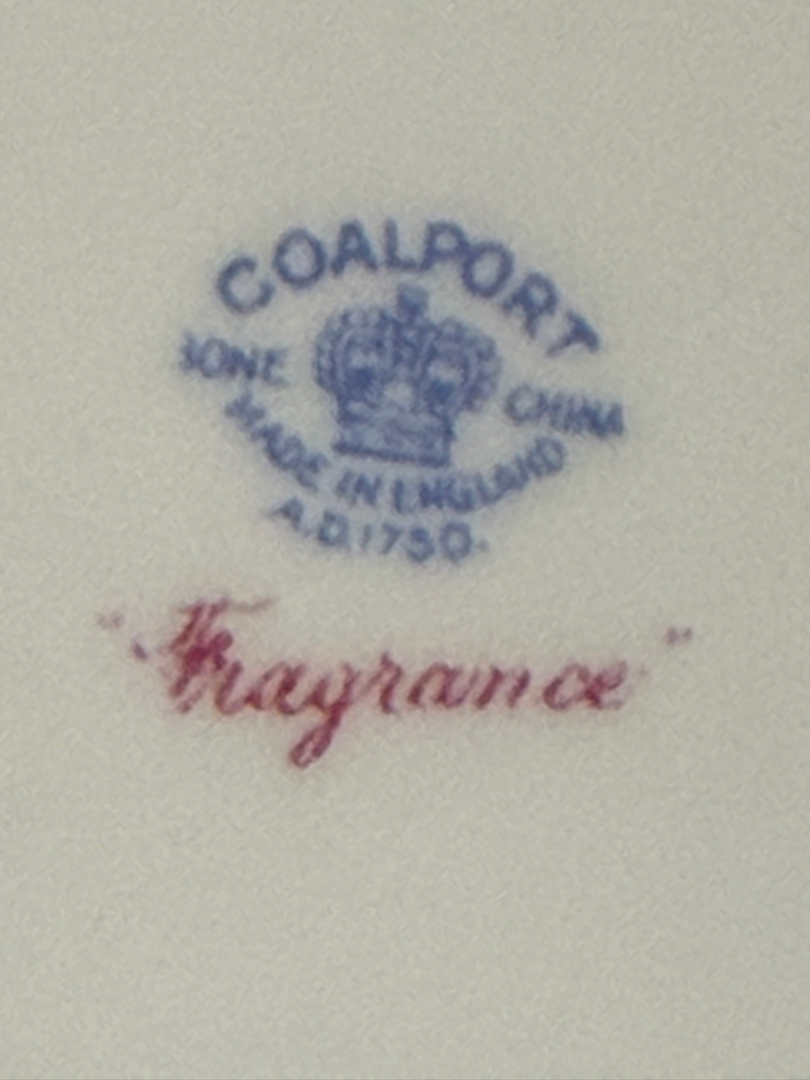 COALPORT
BONE CHINA
MADE IN ENGLAND
A.D.1750.
"Fragrance"